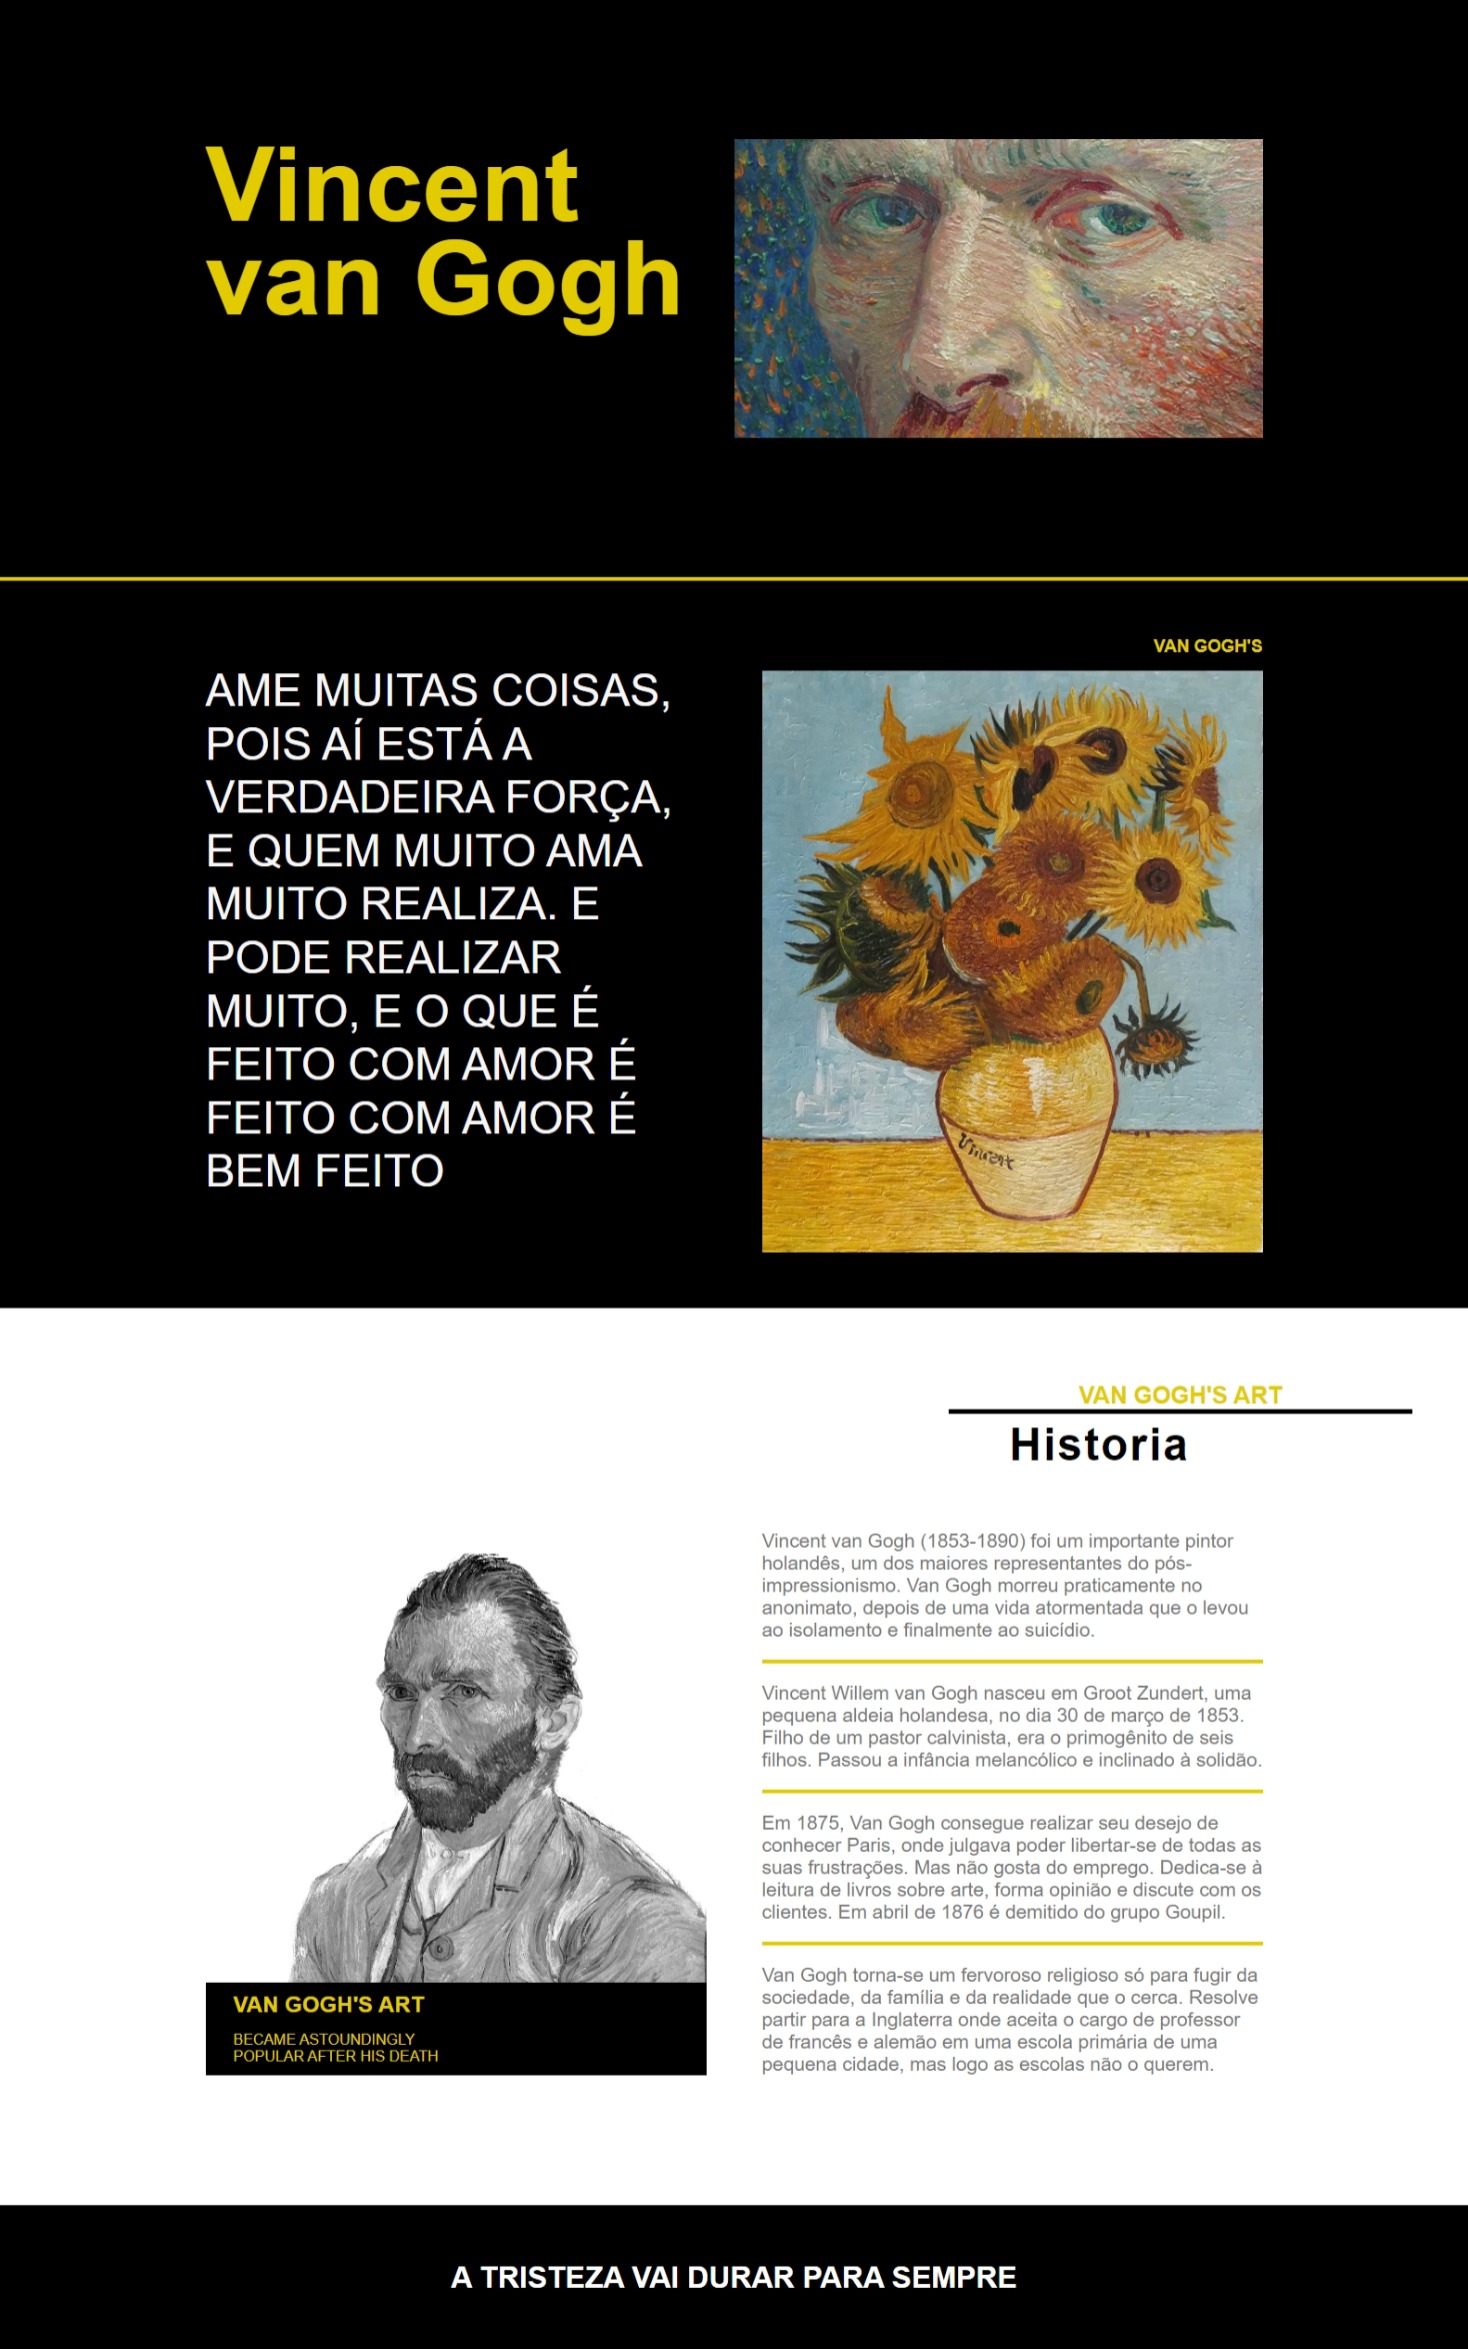 Vincent
van Gogh
VAN GOGH'S
AME MUITAS COISAS,
POIS AÍ ESTÁ A
VERDADEIRA FORÇA,
E QUEM MUITO AMA
MUITO REALIZA. E
PODE REALIZAR
MUITO, E O QUE É
FEITO COM AMOR É
FEITO COM AMOR É
BEM FEITO
Vincent
VAN GOGH'S ART
Historia
Vincent van Gogh (1853-1890) foi um importante pintor
holandês, um dos maiores representantes do pós-
impressionismo. Van Gogh morreu praticamente no
anonimato, depois de uma vida atormentada que o levou
ao isolamento e finalmente ao suicídio.
Vincent Willem van Gogh nasceu em Groot Zundert, uma
pequena aldeia holandesa, no dia 30 de março de 1853.
Filho de um pastor calvinista, era o primogênito de seis
filhos. Passou a infância melancólico e inclinado à solidão.
Em 1875, Van Gogh consegue realizar seu desejo de
conhecer Paris, onde julgava poder libertar-se de todas as
suas frustrações. Mas não gosta do emprego. Dedica-se à
leitura de livros sobre arte, forma opinião e discute com os
clientes. Em abril de 1876 é demitido do grupo Goupil.
Van Gogh torna-se um fervoroso religioso só para fugir da
sociedade, da família e da realidade que o cerca. Resolve
partir para a Inglaterra onde aceita o cargo de professor
de francês e alemão em uma escola primária de uma
pequena cidade, mas logo as escolas não o querem.
VAN GOGH'S ART
BECAME ASTOUNDINGLY
POPULAR AFTER HIS DEATH
A TRISTEZA VAI DURAR PARA SEMPRE